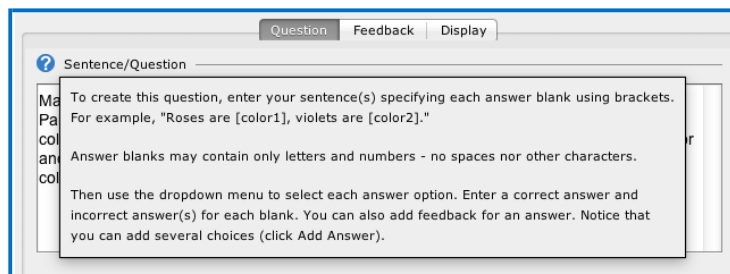 Question Feedback Display
? Sentence/Question
To create this question, enter your sentence(s) specifying each answer blank using brackets.
For example, "Roses are [color1], violets are [color2]."
Answer blanks may contain only letters and numbers - no spaces nor other characters.
Then use the dropdown menu to select each answer option. Enter a correct answer and
incorrect answer(s) for each blank. You can also add feedback for an answer. Notice that
you can add several choices (click Add Answer).